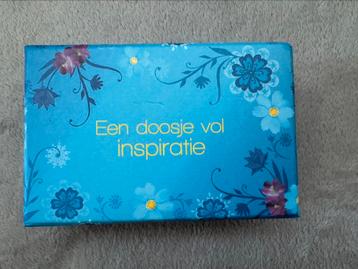 Een doosje vol
inspiratie